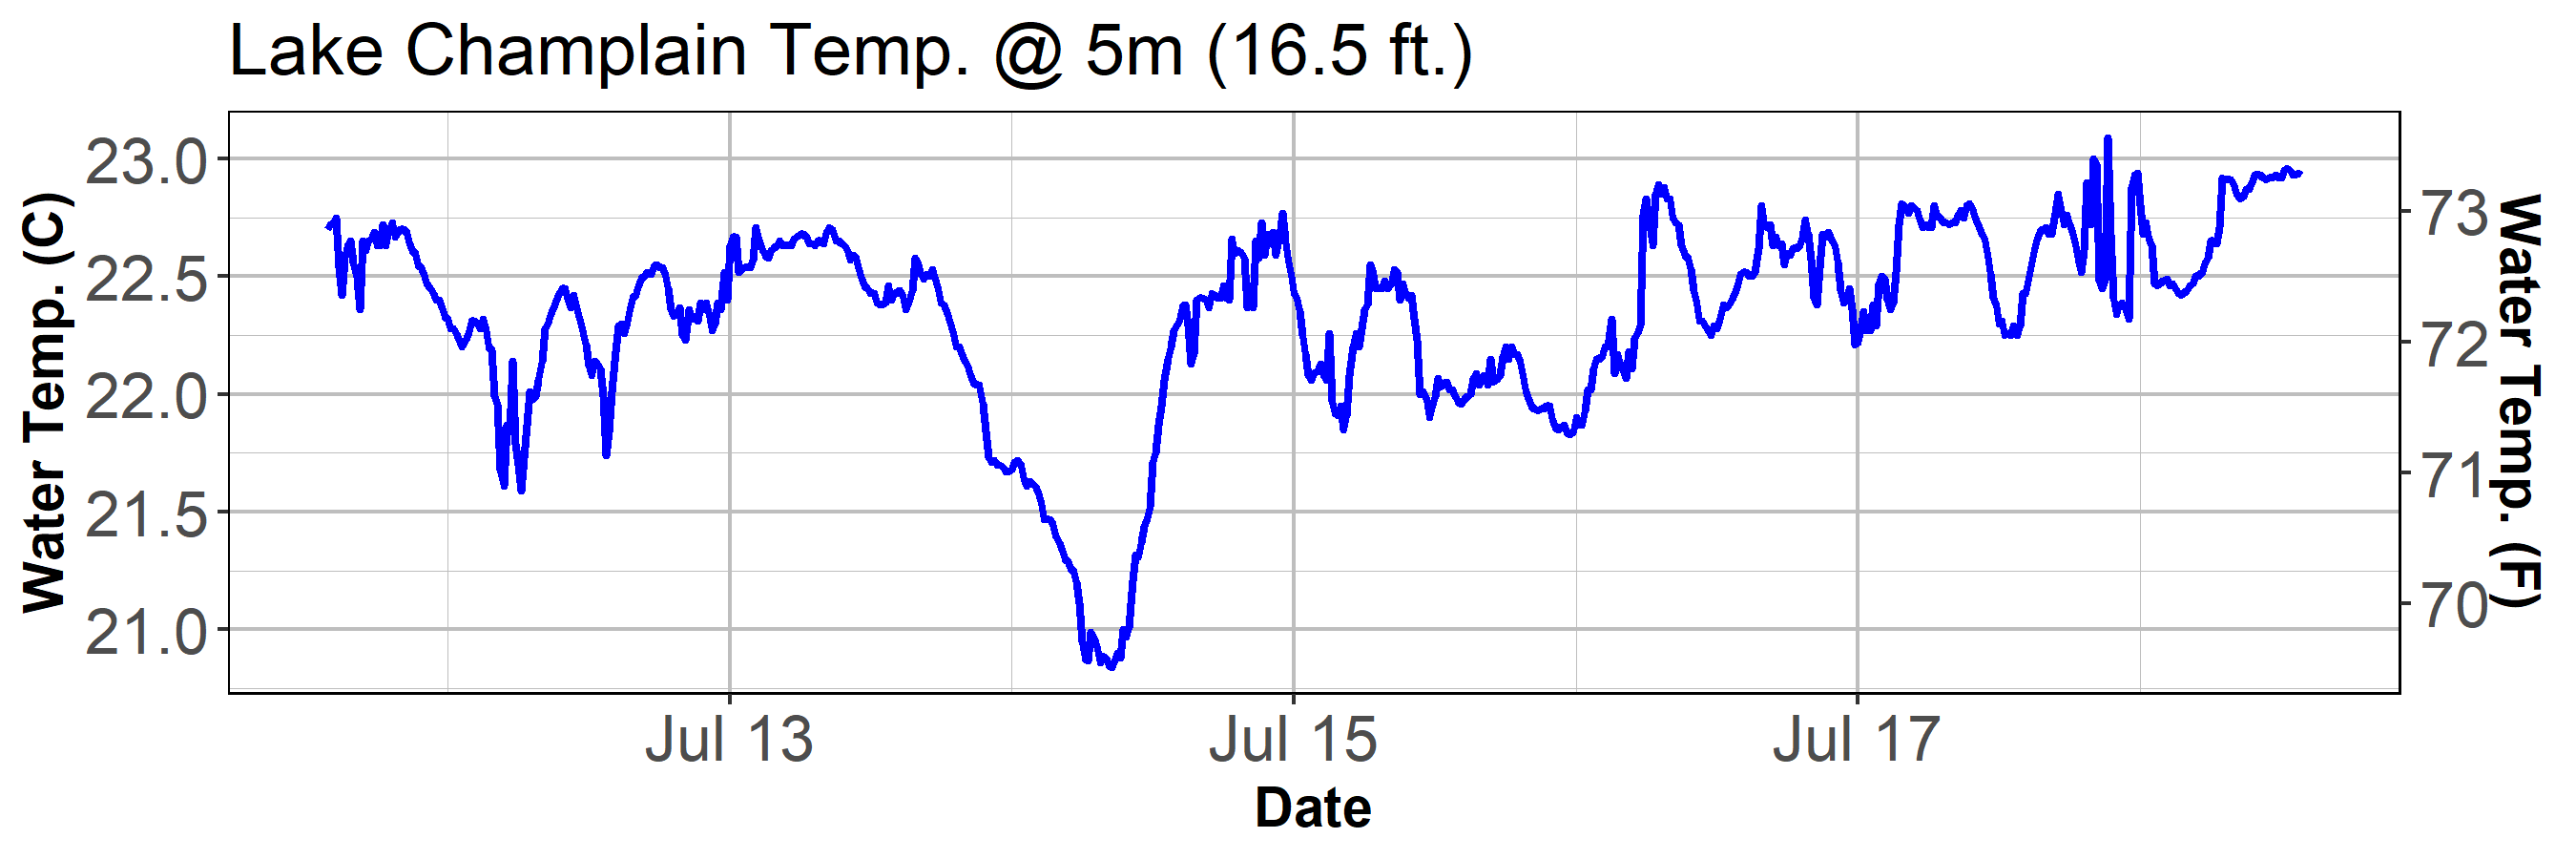 Lake Champlain Temp. @ 5m (16.5 ft.)
Water Temp. (C)
23.0
22.5
22.0
21.5
21.0
73
72
71
70
Water Temp. (F)
Jul 13 Jul 15 Jul 17
Date